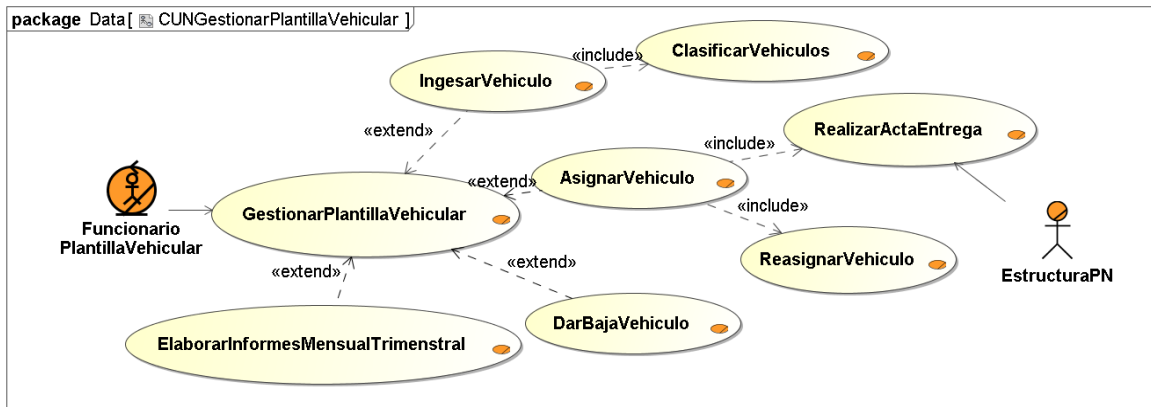 package Data[ CUNGestionarPlantillaVehicular ]
ClasificarVehiculos
«include»
IngesarVehiculo
«extend»
RealizarActaEntrega
«include»
AsignarVehiculo
«extend»
GestionarPlantillaVehicular
«include»
Funcionario
PlantillaVehicular
ReasignarVehiculo
EstructuraPN
«extend»
«extend»
DarBajaVehiculo
ElaborarInformesMensualTrimenstral